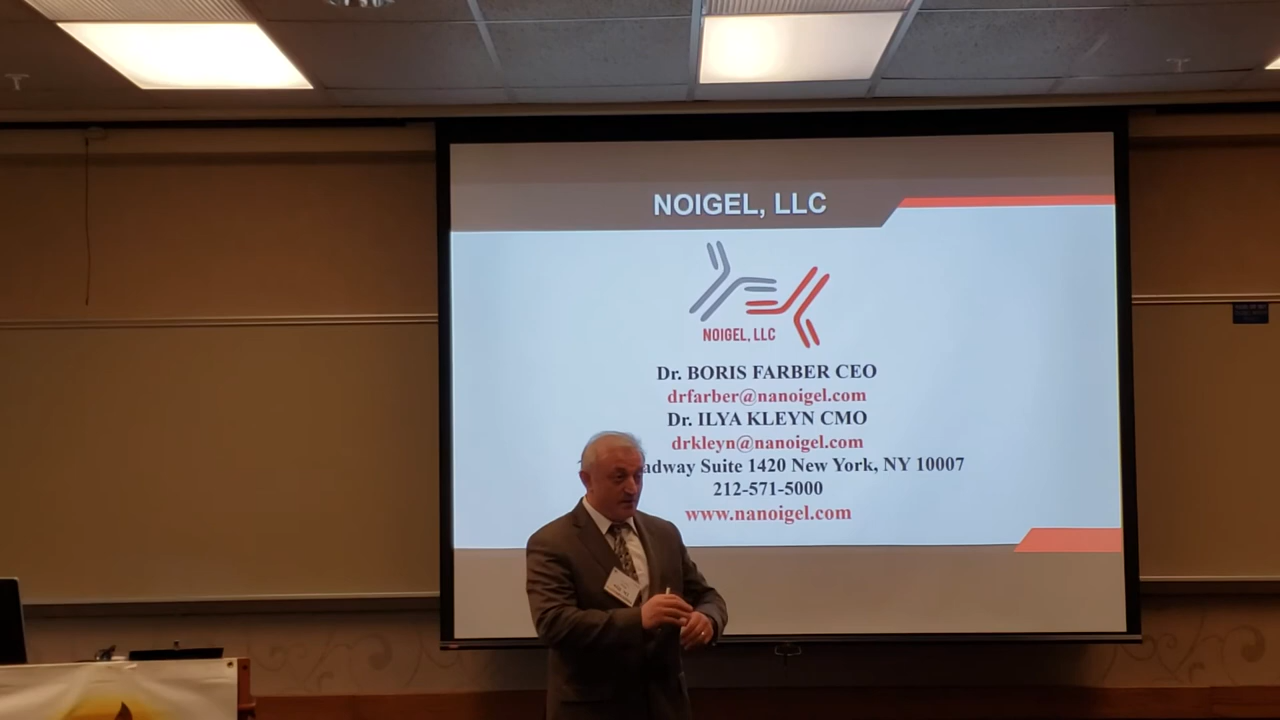 NOIGEL, LLC
NOIGEL, LLC
Dr. BORIS FARBER CEO
drfarber@nanoigel.com
Dr. ILYA KLEYN CMO
drkleyn@nanoigel.com
Suite 1420 New York, NY 10007
212-571-5000
www.nanoigel.com